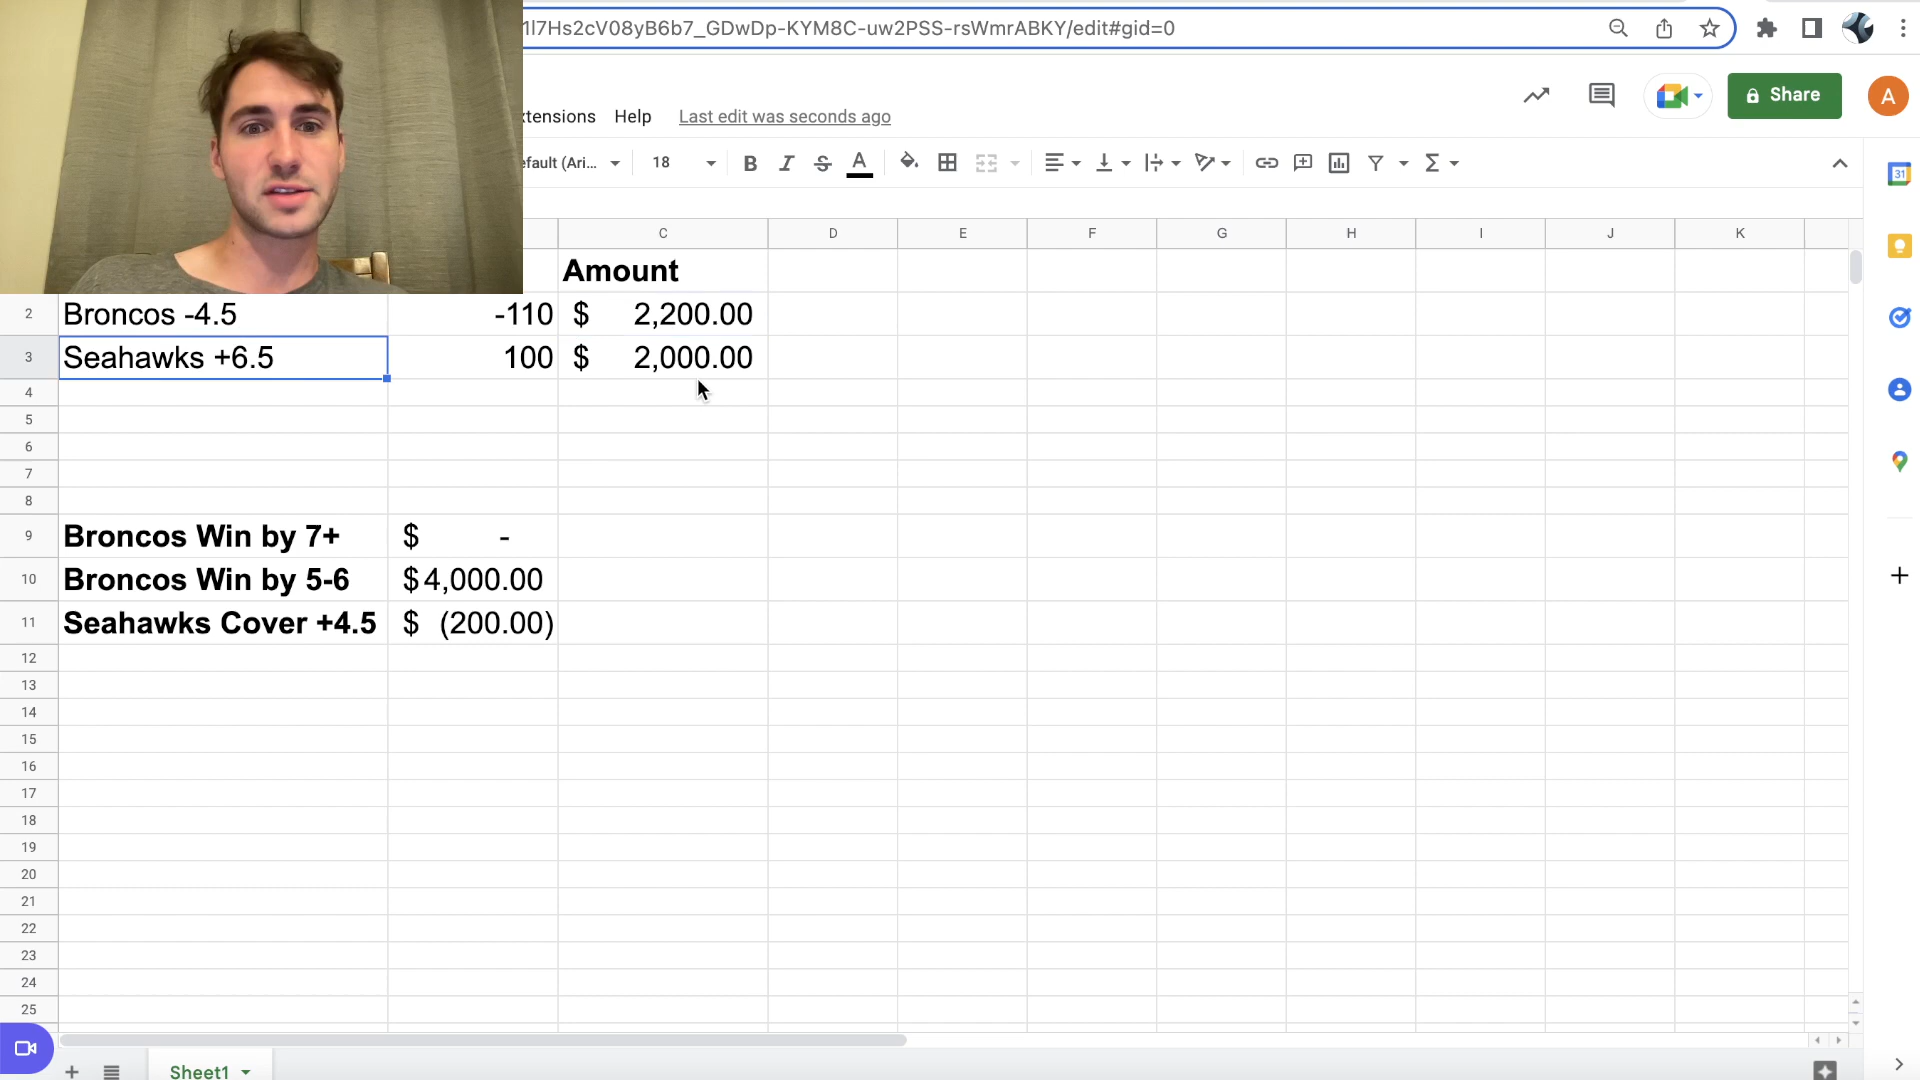 1l7Hs2cV08yB6b7_GDwDp-KYM8C-uw2PSS-rsWmrABKY/edit#gid=0
Share
A
xtensions Help Last edit was seconds ago
efault (Ari... 18 B I S A
31
C D E F G H I J K
Amount
2 Broncos -4.5 -110 $ 2,200.00
3 Seahawks +6.5 100 $ 2,000.00
4
5
6
7
8
9 Broncos Win by 7+ $ -
10 Broncos Win by 5-6 $ 4,000.00
11 Seahawks Cover +4.5 $ (200.00)
12
13
14
15
16
17
18
19
20
21
22
23
24
25
Sheet1